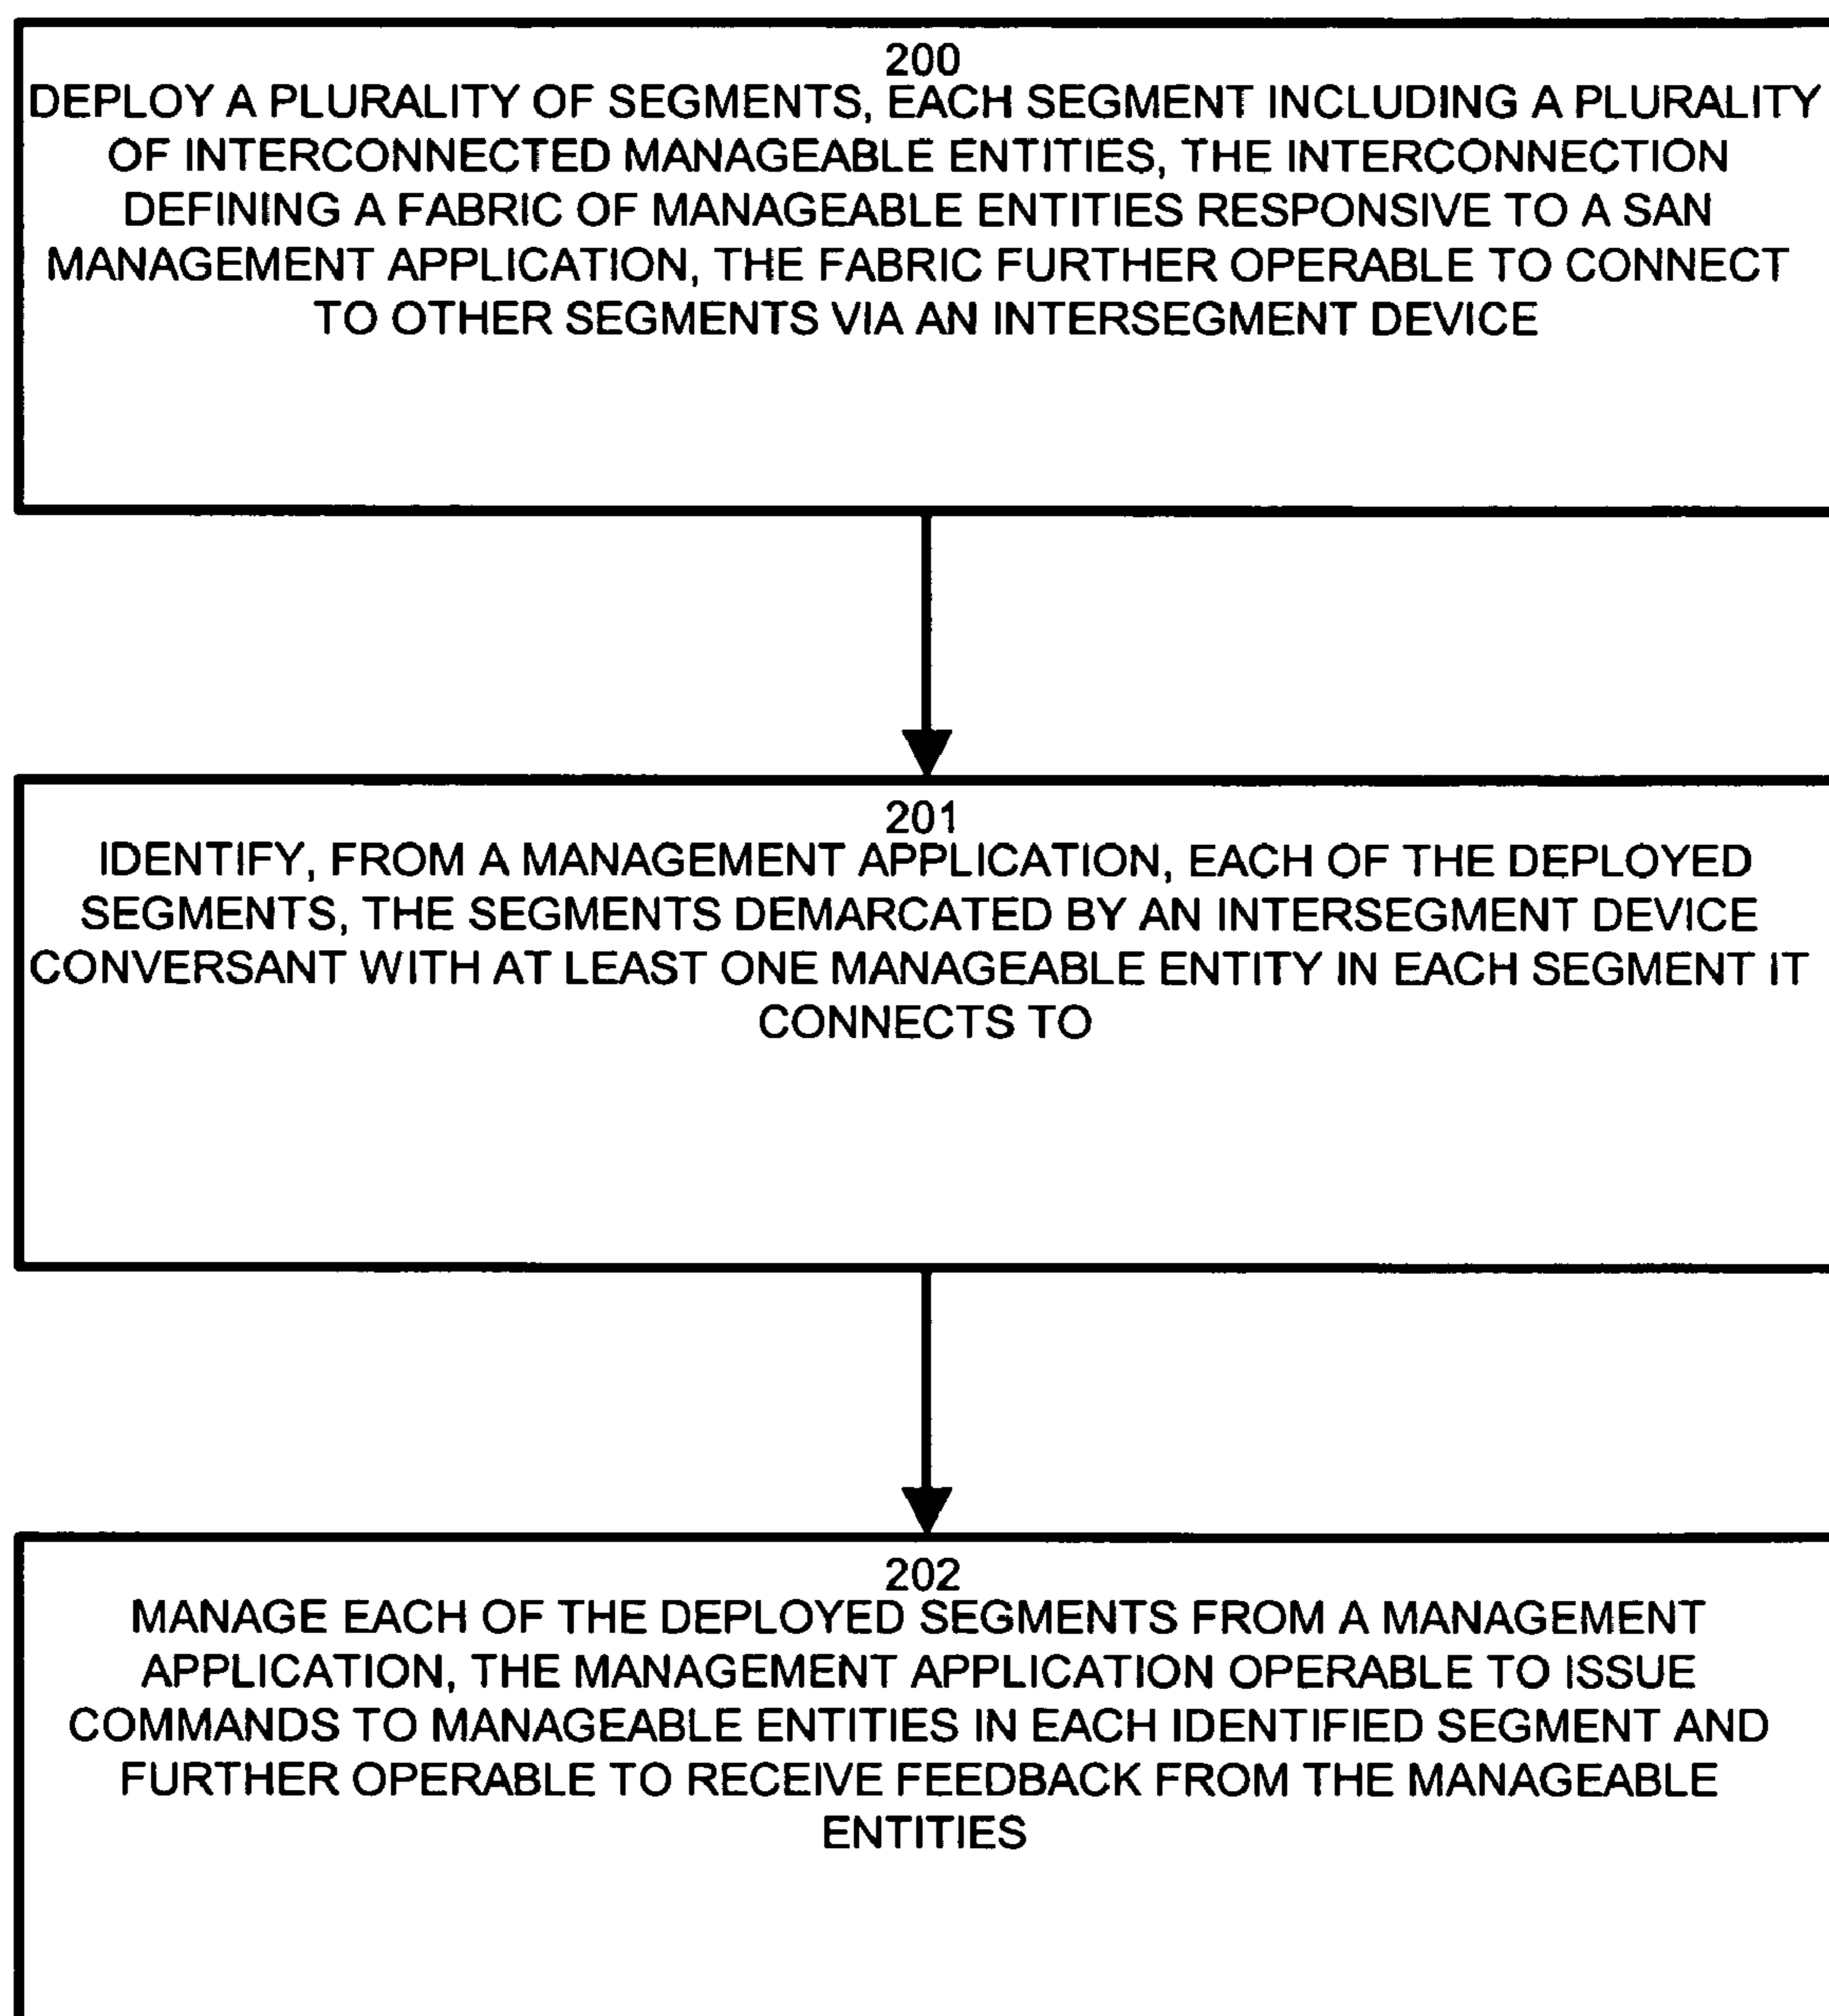 200
DEPLOY A PLURALITY OF SEGMENTS, EACH SEGMENT INCLUDING A PLURALITY
OF INTERCONNECTED MANAGEABLE ENTITIES, THE INTERCONNECTION
DEFINING A FABRIC OF MANAGEABLE ENTITIES RESPONSIVE TO A SAN
MANAGEMENT APPLICATION, THE FABRIC FURTHER OPERABLE TO CONNECT
TO OTHER SEGMENTS VIA AN INTERSEGMENT DEVICE
201
IDENTIFY, FROM A MANAGEMENT APPLICATION, EACH OF THE DEPLOYED
SEGMENTS, THE SEGMENTS DEMARCATED BY AN INTERSEGMENT DEVICE
CONVERSANT WITH AT LEAST ONE MANAGEABLE ENTITY IN EACH SEGMENT IT
CONNECTS TO
202
MANAGE EACH OF THE DEPLOYED SEGMENTS FROM A MANAGEMENT
APPLICATION, THE MANAGEMENT APPLICATION OPERABLE TO ISSUE
COMMANDS TO MANAGEABLE ENTITIES IN EACH IDENTIFIED SEGMENT AND
FURTHER OPERABLE TO RECEIVE FEEDBACK FROM THE MANAGEABLE
ENTITIES